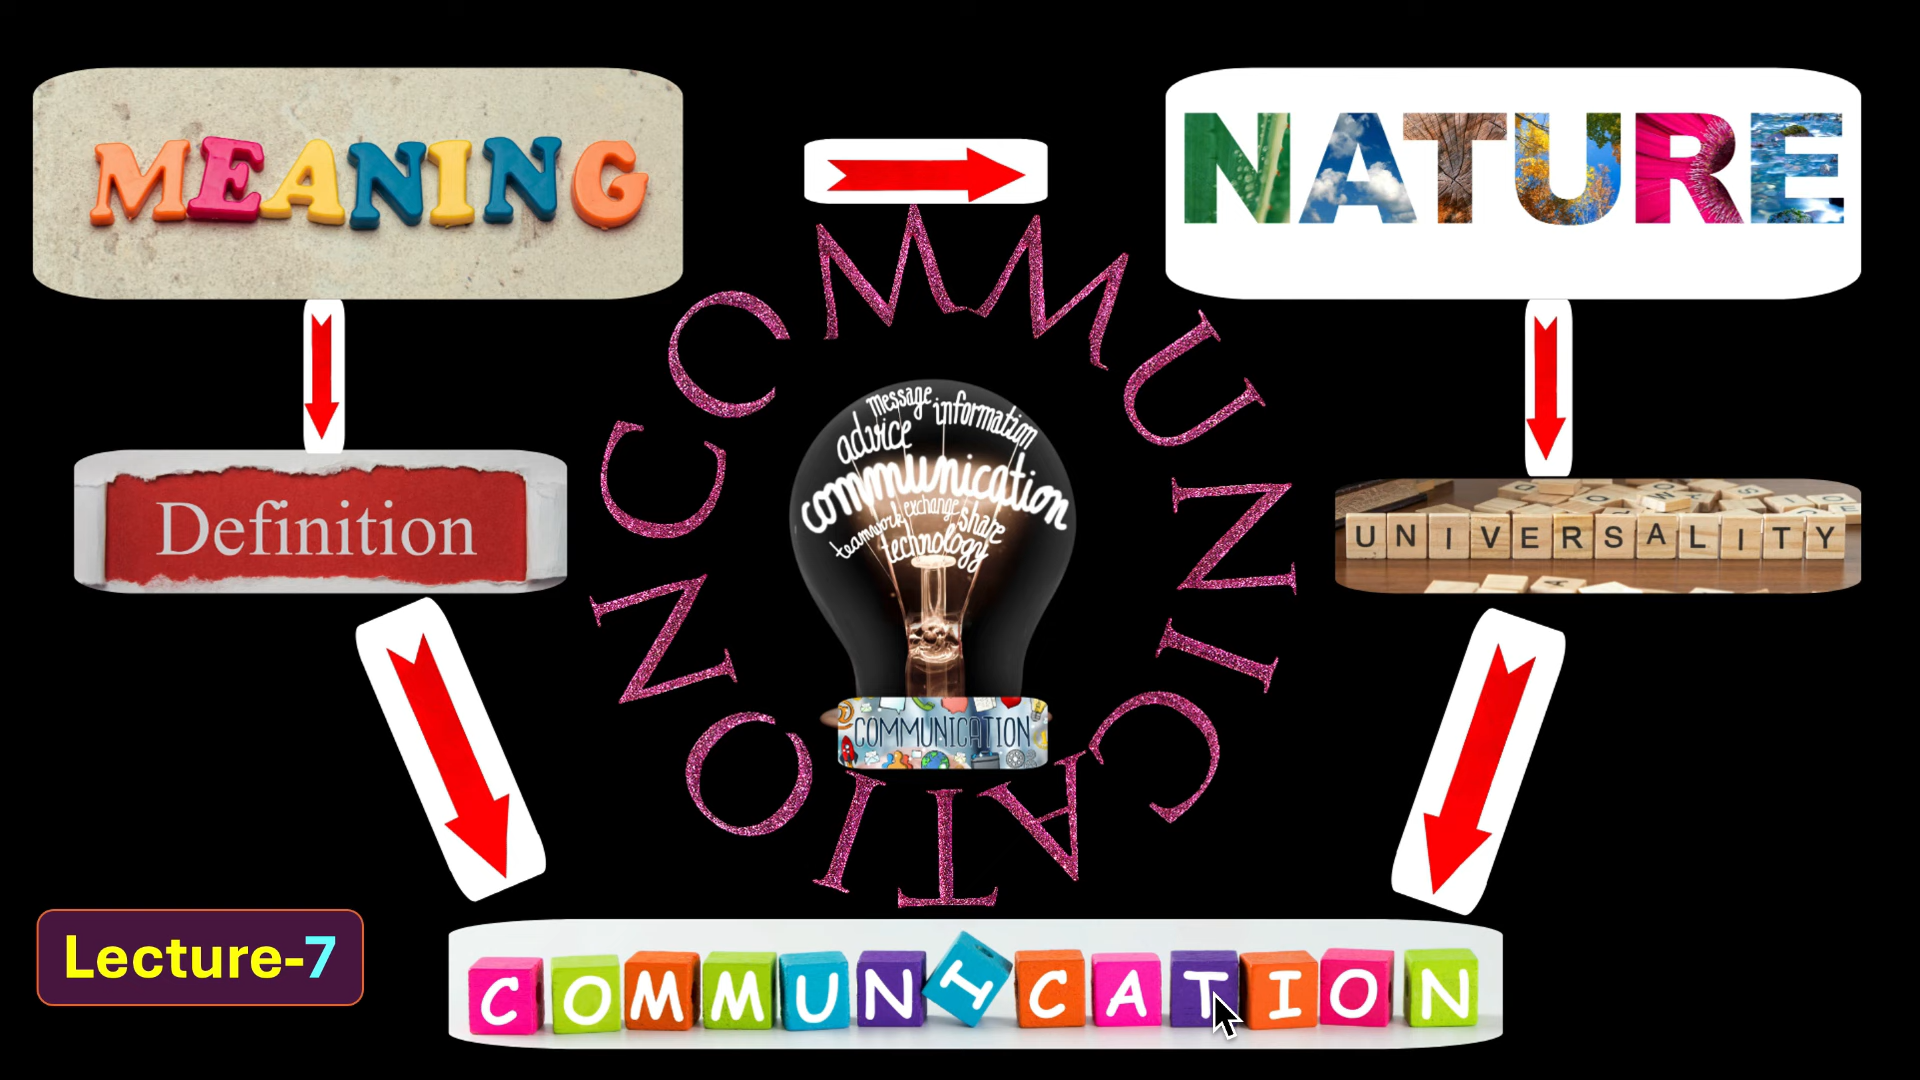 MEANING
NATURE
COMMUNICATION
message information
advice
communication
exchange
teamwork share
technology
COMMUNICATION
Definition
UNIVERSALITY
Lecture-7
COMMUNICATION